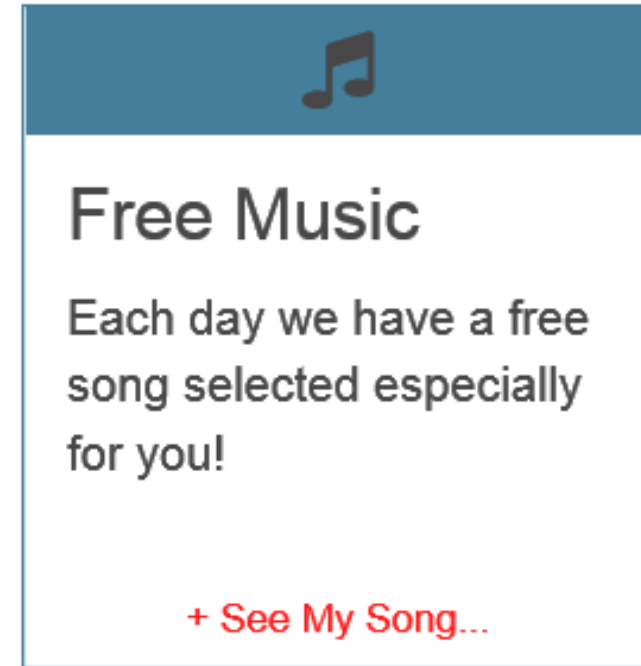 Free Music
Each day we have a free
song selected especially
for you!
+ See My Song...